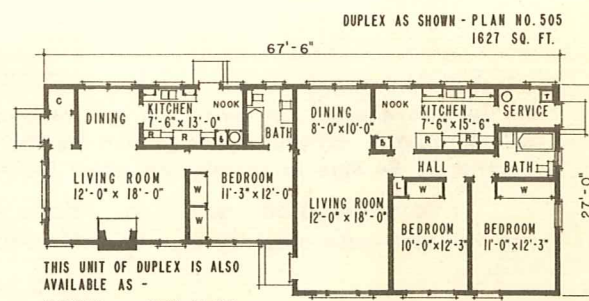 DUPLEX AS SHOWN - PLAN NO. 505
1627 SQ. FT.
67'-6"
C
DINING
KITCHEN
7'-6" x 13'-0"
NOOK
R
R
BATH
LIVING ROOM
12'-0" x 18'-0"
W
W
BEDROOM
11'-3" x 12'-0"
DINING
8'-0" x 10'-0"
NOOK
KITCHEN
7'-6" x 15'-6"
R
R
SERVICE
T
HALL
BATH
LIVING ROOM
12'-0" x 18'-0"
L
W
W
BEDROOM
10'-0" x 12'-3"
BEDROOM
11'-0" x 12'-3"
27'-0"
THIS UNIT OF DUPLEX IS ALSO
AVAILABLE AS -